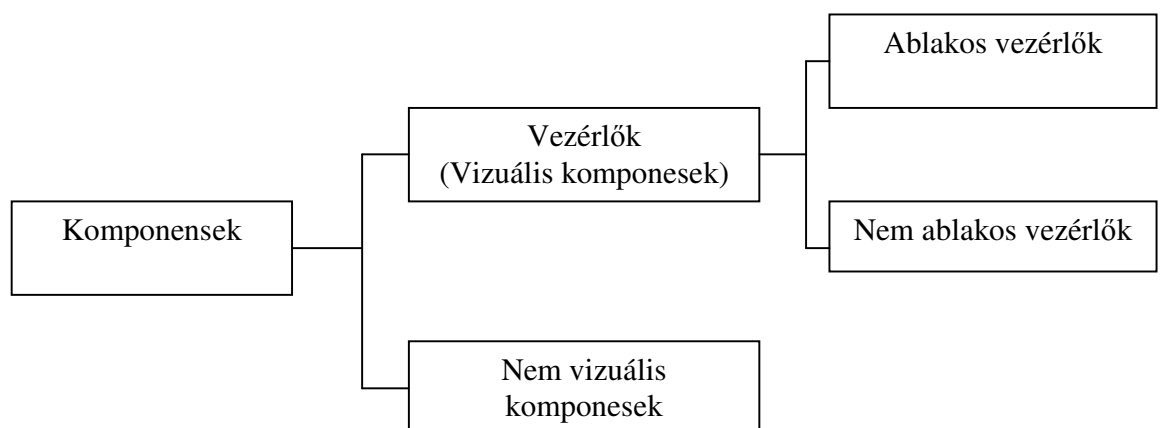 Ablakos vezérlők
Vezérlők
(Vizuális komponesek)
Komponensek
Nem ablakos vezérlők
Nem vizuális
komponesek